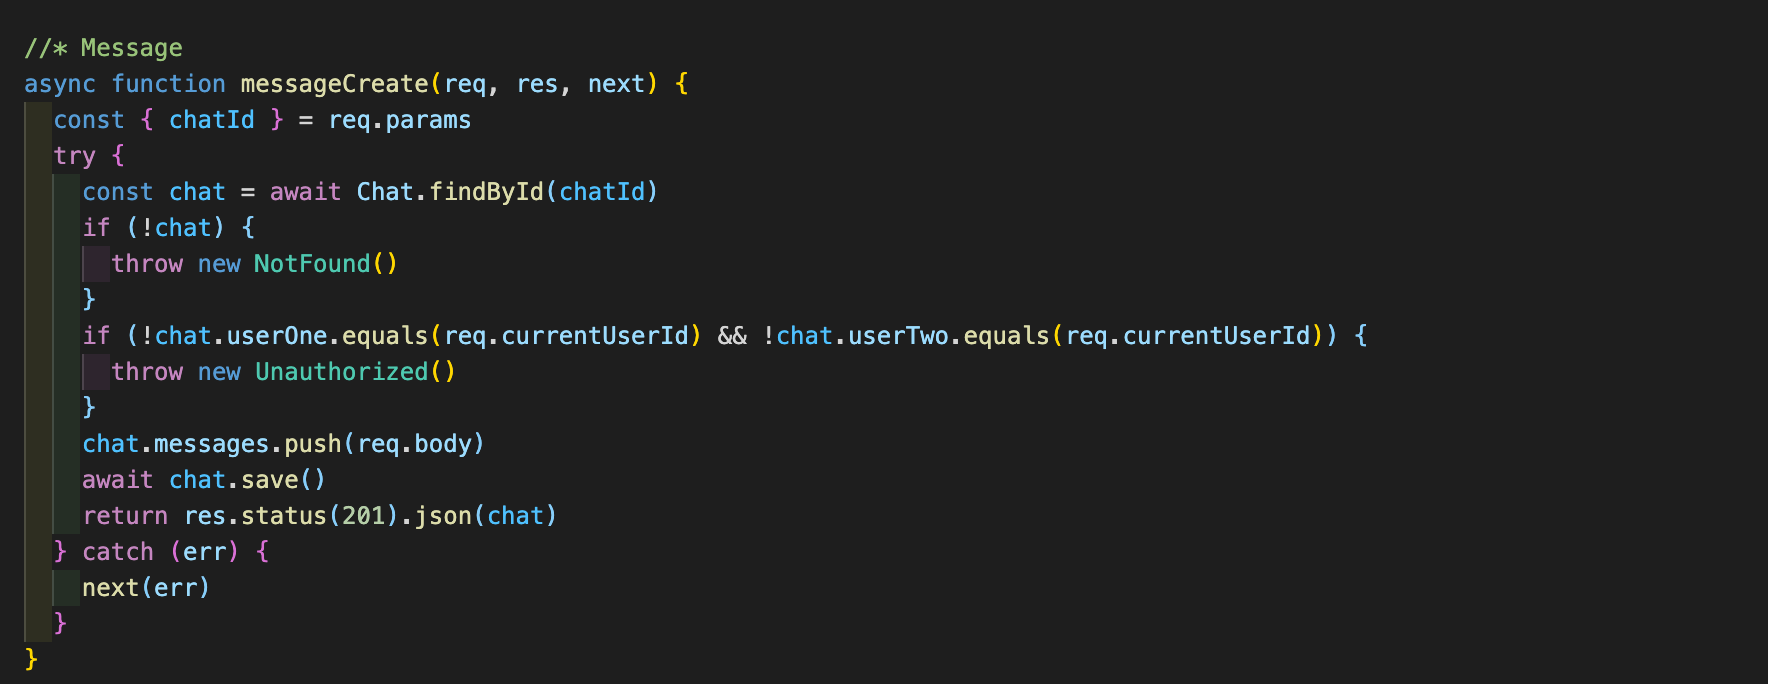 //* Message
async function messageCreate(req, res, next) {
  const { chatId } = req.params
  try {
    const chat = await Chat.findById(chatId)
    if (!chat) {
      throw new NotFound()
    }
    if (!chat.userOne.equals(req.currentUserId) && !chat.userTwo.equals(req.currentUserId)) {
      throw new Unauthorized()
    }
    chat.messages.push(req.body)
    await chat.save()
    return res.status(201).json(chat)
  } catch (err) {
    next(err)
  }
}